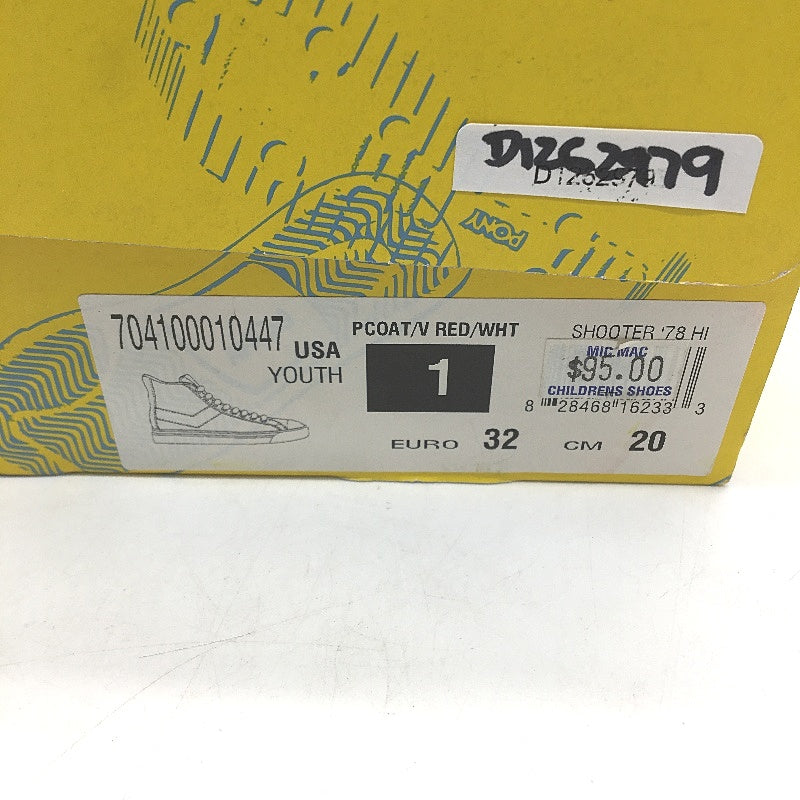 D1262979
D1262979
PONY
704100010447
USA
YOUTH
PCOAT/V RED/WHT
1
EURO 32
CM 20
SHOOTER '78 HI
MIC MAC
$95.00
CHILDRENS SHOES
8 28468 16233 3